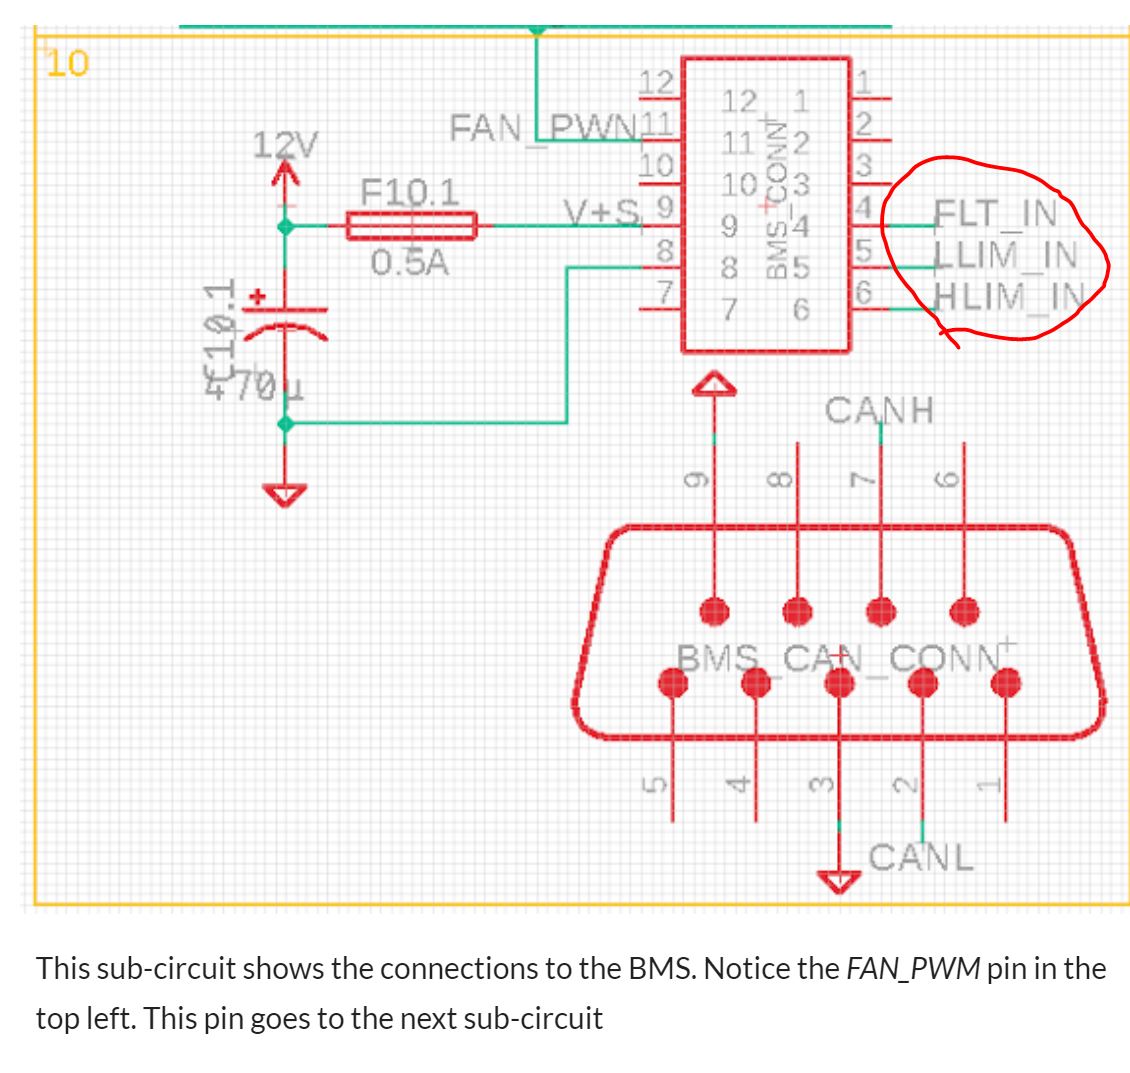 10
12V
F10.1
0.5A
C10.1
470µ
FAN_PWN
V+S
12
11
10
9
8
7
12 1
11 2
10 3
9 4
8 5
7 6
BMS_CONN
1
2
3
4
5
6
FLT_IN
LLIM_IN
HLIM_IN
CANH
9 8 7 6
BMS_CAN_CONN
5 4 3 2 1
CANL
This sub-circuit shows the connections to the BMS. Notice the FAN_PWM pin in the
top left. This pin goes to the next sub-circuit